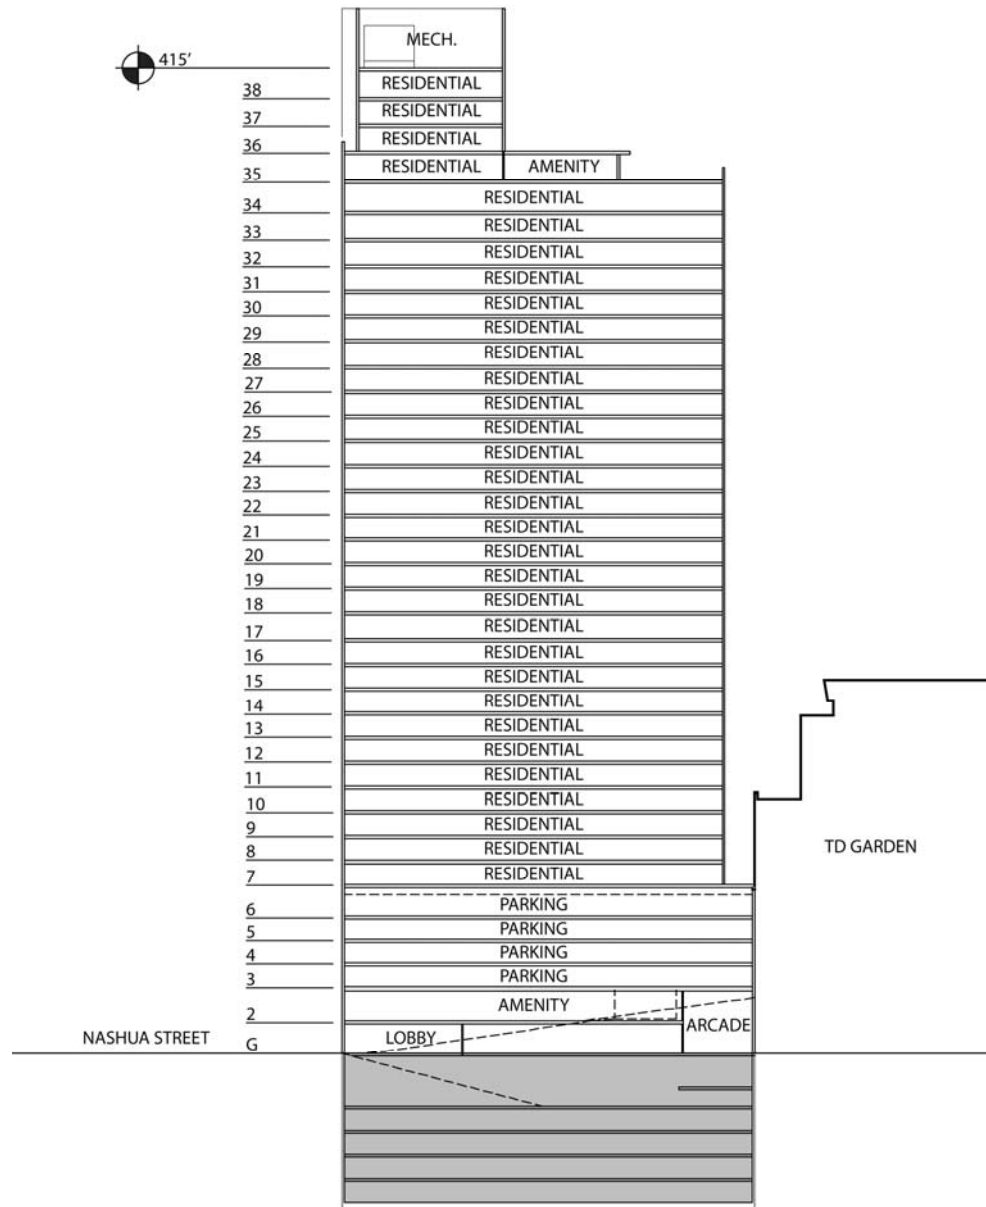 MECH.
415'
38 RESIDENTIAL
37 RESIDENTIAL
36 RESIDENTIAL
35 RESIDENTIAL AMENITY
34 RESIDENTIAL
33 RESIDENTIAL
32 RESIDENTIAL
31 RESIDENTIAL
30 RESIDENTIAL
29 RESIDENTIAL
28 RESIDENTIAL
27 RESIDENTIAL
26 RESIDENTIAL
25 RESIDENTIAL
24 RESIDENTIAL
23 RESIDENTIAL
22 RESIDENTIAL
21 RESIDENTIAL
20 RESIDENTIAL
19 RESIDENTIAL
18 RESIDENTIAL
17 RESIDENTIAL
16 RESIDENTIAL
15 RESIDENTIAL
14 RESIDENTIAL
13 RESIDENTIAL
12 RESIDENTIAL
11 RESIDENTIAL
10 RESIDENTIAL
9 RESIDENTIAL
8 RESIDENTIAL
TD GARDEN
7 RESIDENTIAL
6 PARKING
5 PARKING
4 PARKING
3 PARKING
2 AMENITY
ARCADE
NASHUA STREET G LOBBY